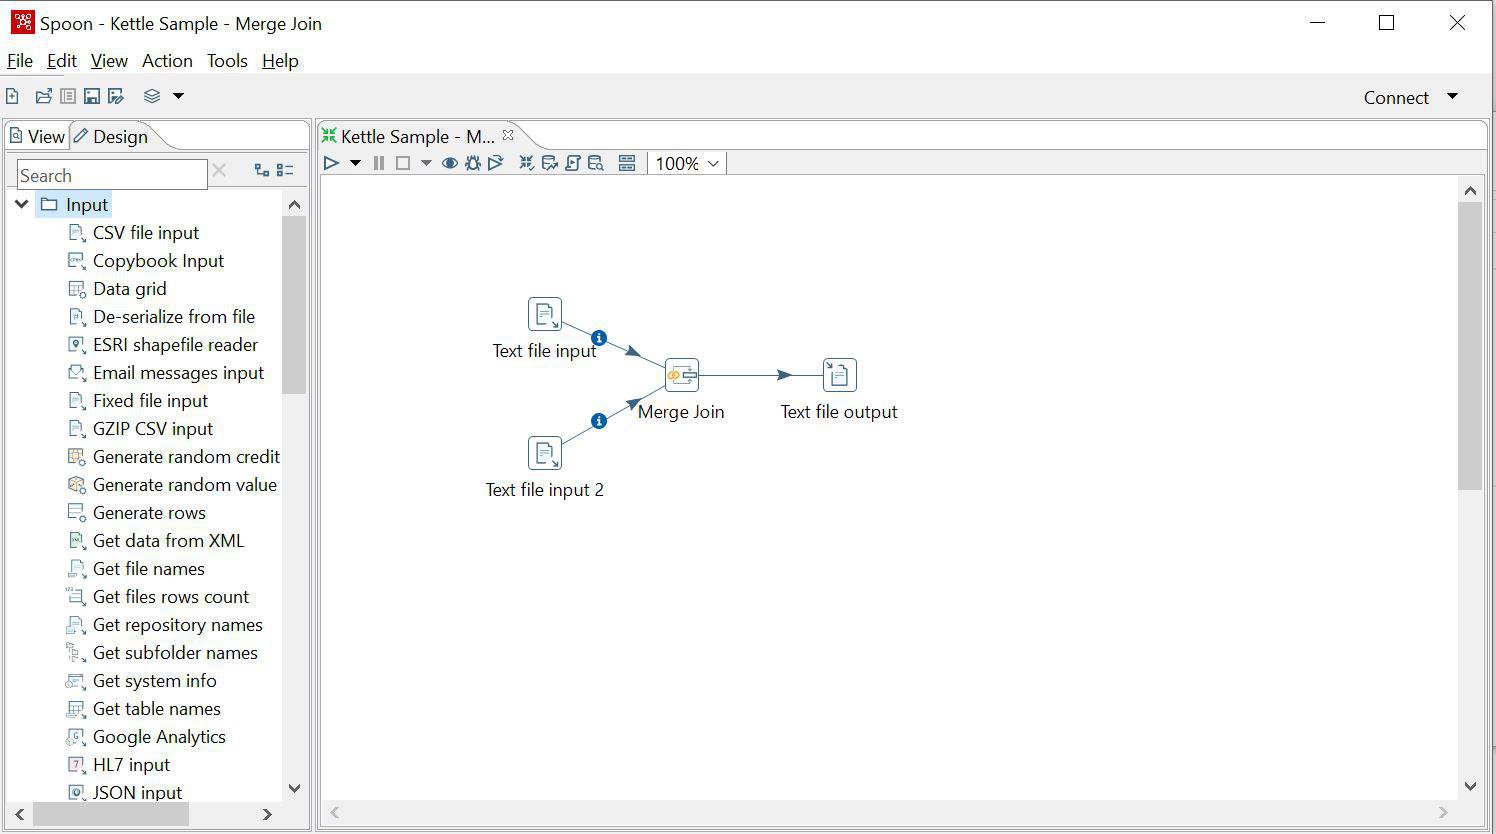 Spoon - Kettle Sample - Merge Join
File Edit View Action Tools Help
Connect
View Design
Kettle Sample - M...
100%
Search
Input
CSV file input
Copybook Input
Data grid
De-serialize from file
ESRI shapefile reader
Email messages input
Fixed file input
GZIP CSV input
Generate random credit
Generate random value
Generate rows
Get data from XML
Get file names
Get files rows count
Get repository names
Get subfolder names
Get system info
Get table names
Google Analytics
HL7 input
JSON input
Text file input
Merge Join
Text file output
Text file input 2